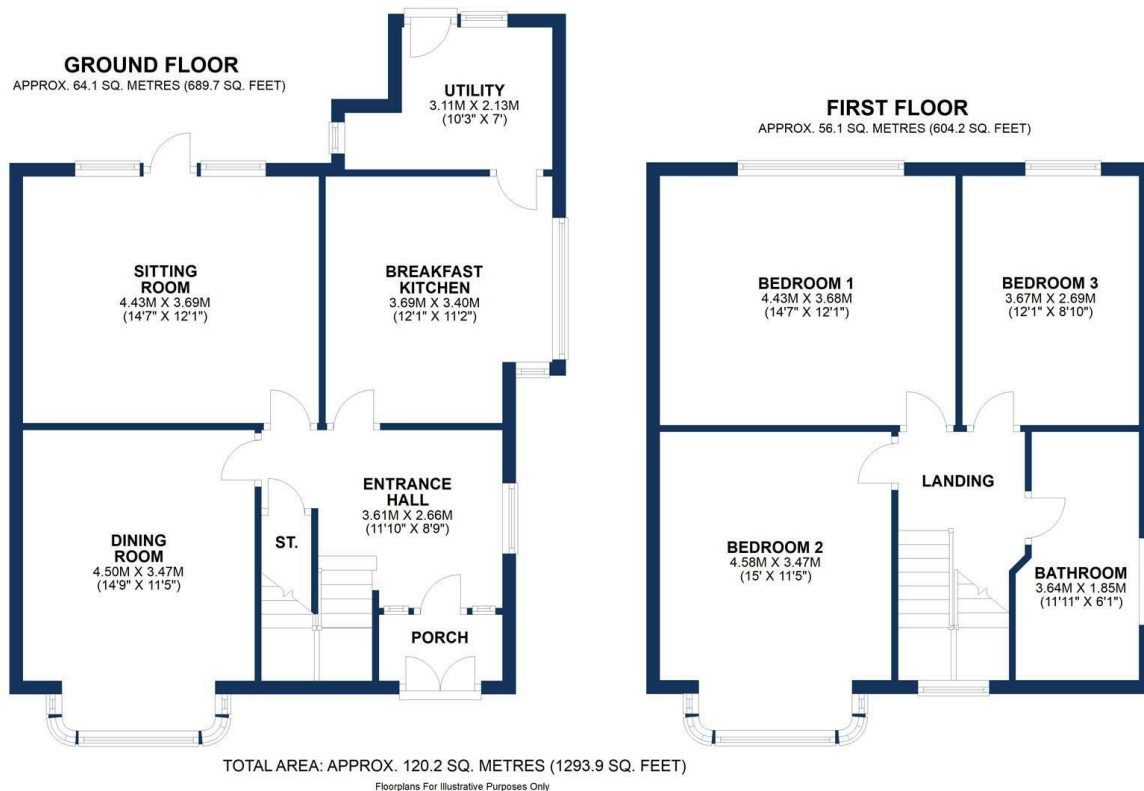 GROUND FLOOR
APPROX. 64.1 SQ. METRES (689.7 SQ. FEET)
UTILITY
3.11M X 2.13M
(10'3" X 7')
SITTING
ROOM
4.43M X 3.69M
(14'7" X 12'1")
BREAKFAST
KITCHEN
3.69M X 3.40M
(12'1" X 11'2")
ENTRANCE
HALL
3.61M X 2.66M
(11'10" X 8'9")
DINING
ROOM
4.50M X 3.47M
(14'9" X 11'5")
ST.
PORCH
FIRST FLOOR
APPROX. 56.1 SQ. METRES (604.2 SQ. FEET)
BEDROOM 1
4.43M X 3.68M
(14'7" X 12'1")
BEDROOM 3
3.67M X 2.69M
(12'1" X 8'10")
LANDING
BEDROOM 2
4.58M X 3.47M
(15' X 11'5")
BATHROOM
3.64M X 1.85M
(11'11" X 6'1")
TOTAL AREA: APPROX. 120.2 SQ. METRES (1293.9 SQ. FEET)
Floorplans For Illustrative Purposes Only